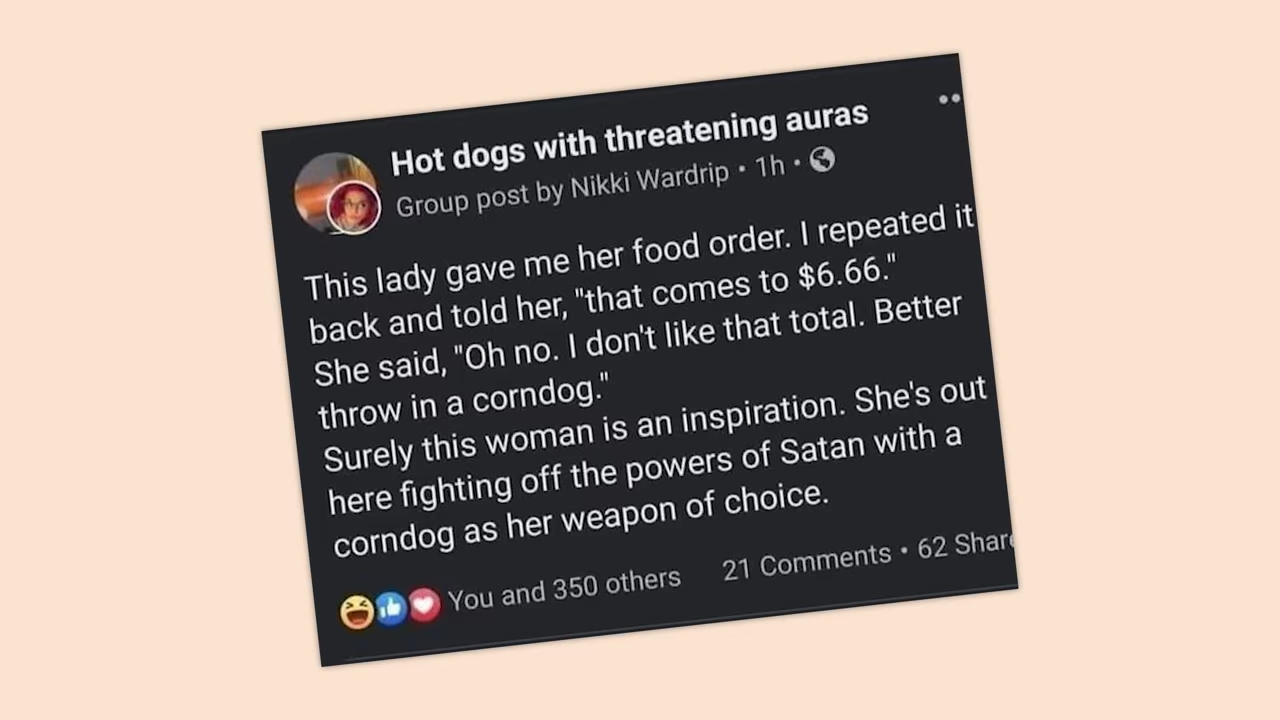 Hot dogs with threatening auras
Group post by Nikki Wardrip • 1h •
This lady gave me her food order. I repeated it
back and told her, "that comes to $6.66."
She said, "Oh no. I don't like that total. Better
throw in a corndog."
Surely this woman is an inspiration. She's out
here fighting off the powers of Satan with a
corndog as her weapon of choice.
You and 350 others 21 Comments • 62 Share